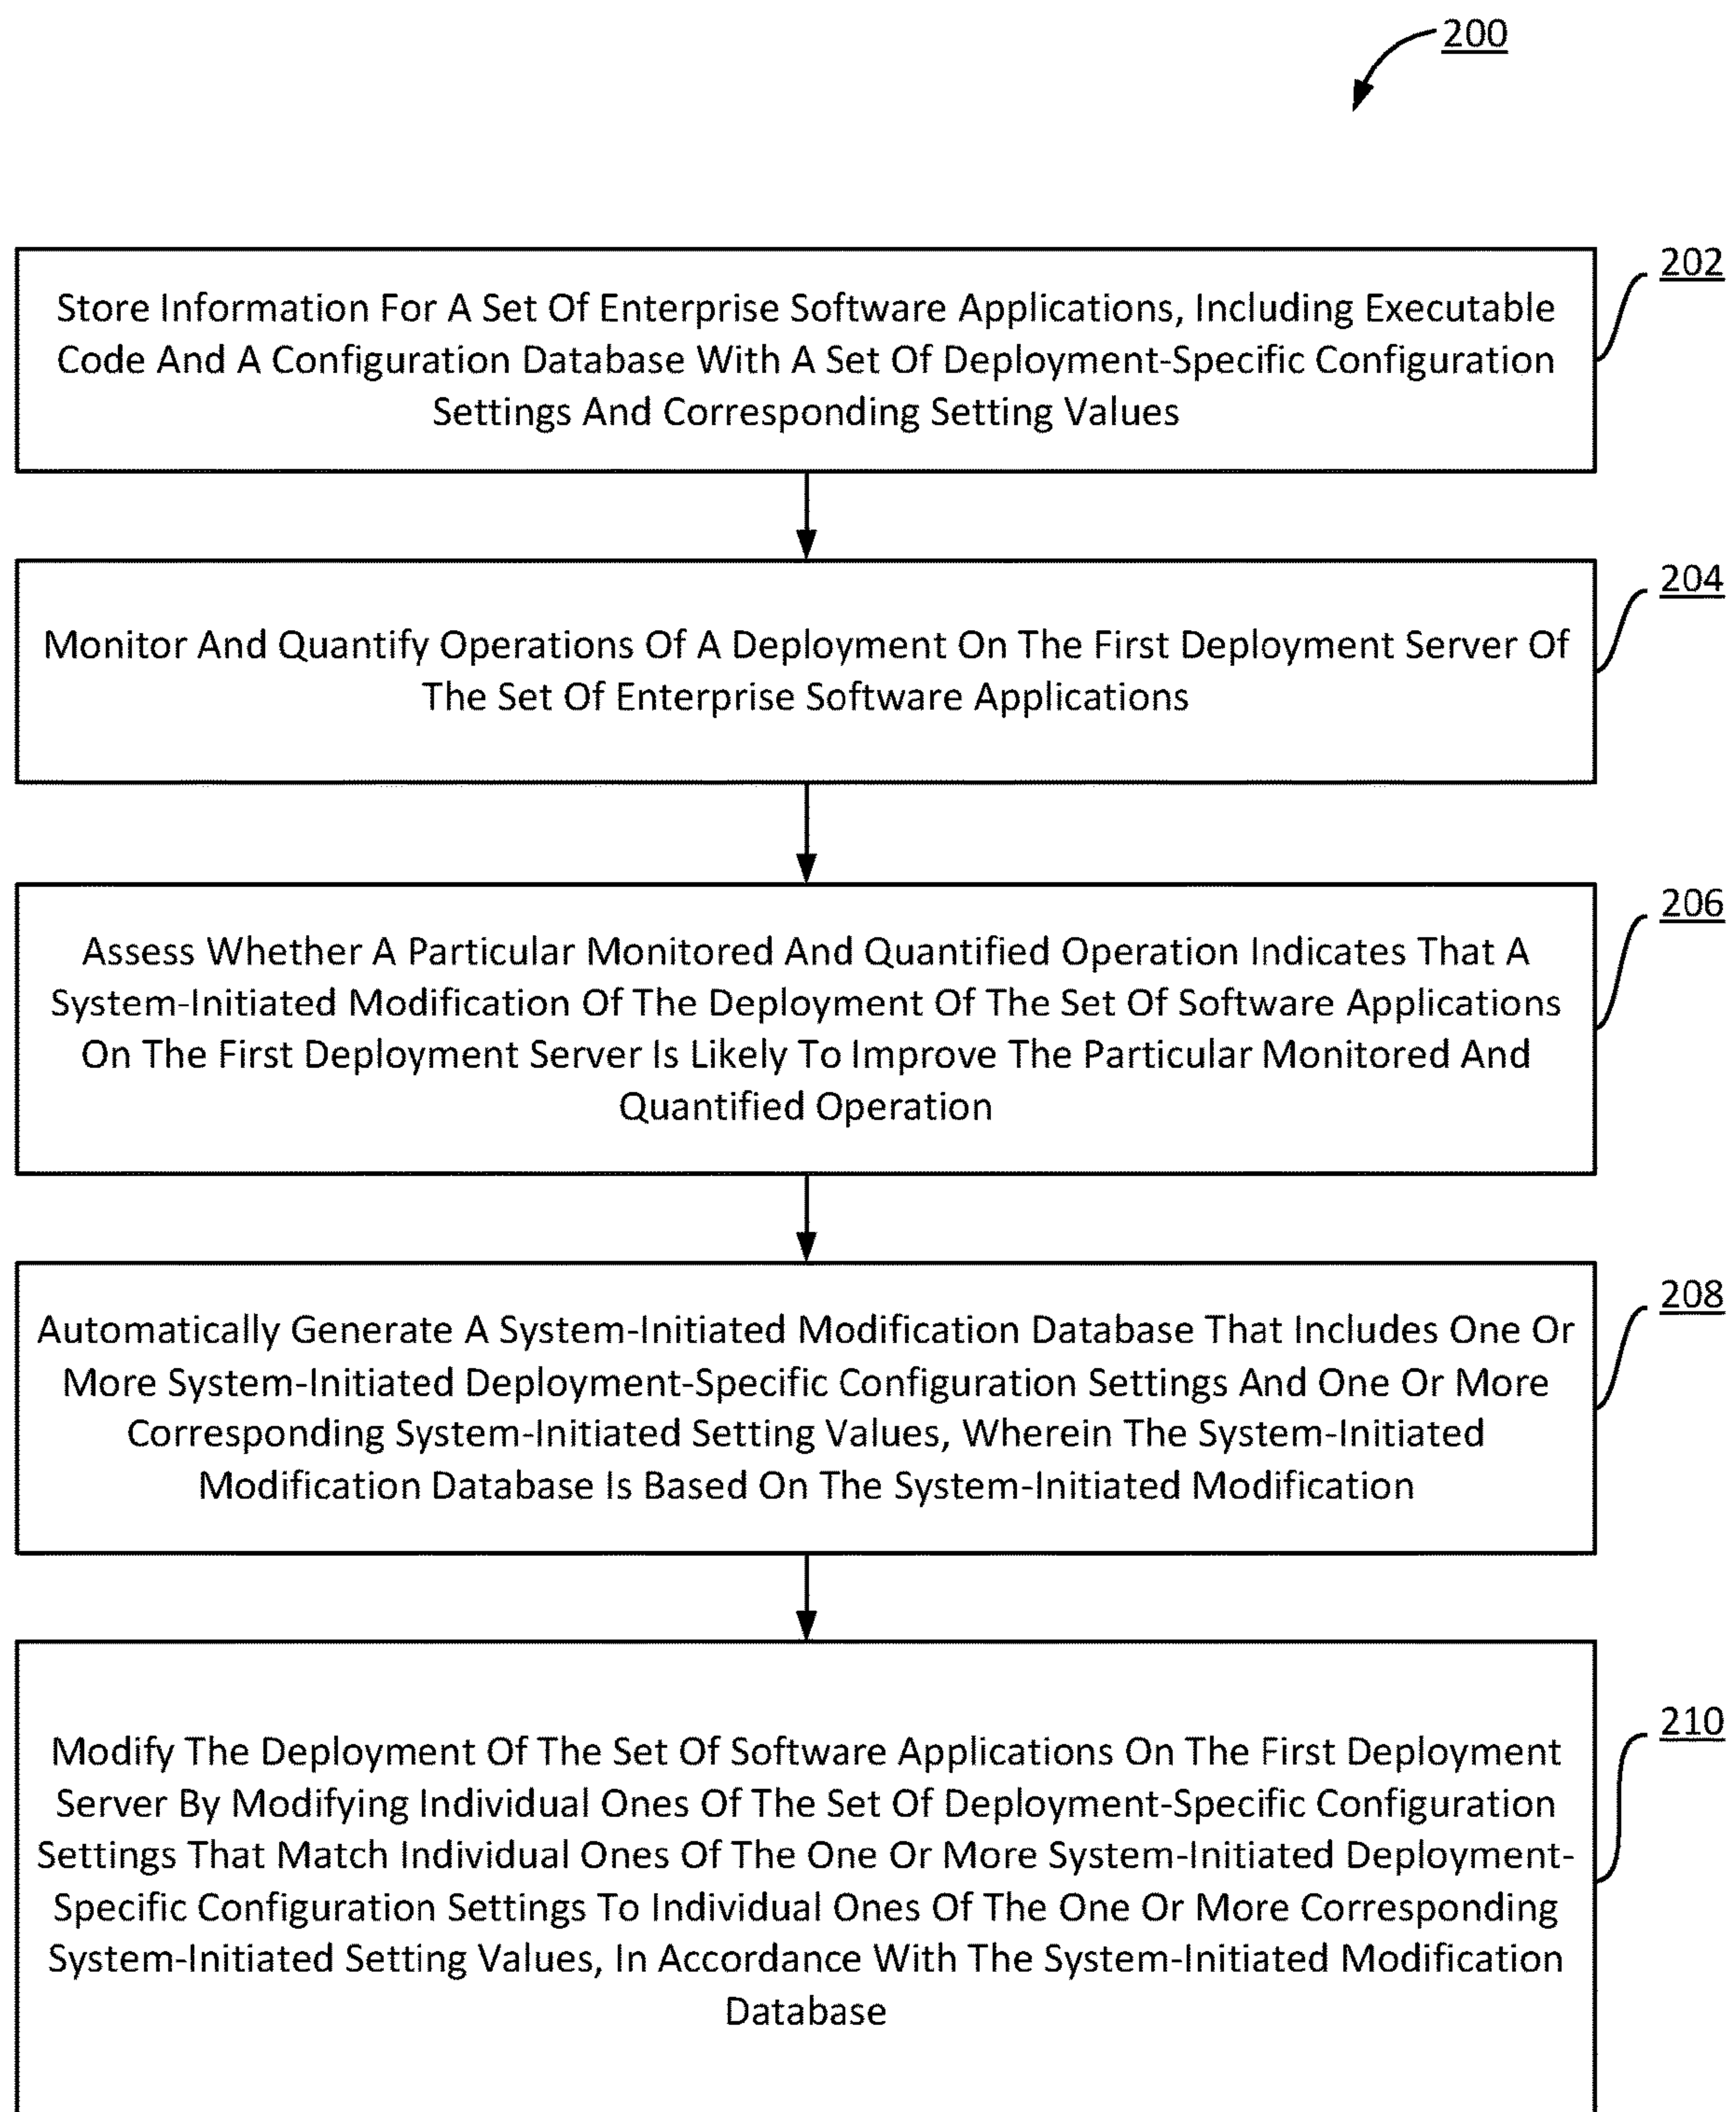 200
202
Store Information For A Set Of Enterprise Software Applications, Including Executable
Code And A Configuration Database With A Set Of Deployment-Specific Configuration
Settings And Corresponding Setting Values
204
Monitor And Quantify Operations Of A Deployment On The First Deployment Server Of
The Set Of Enterprise Software Applications
206
Assess Whether A Particular Monitored And Quantified Operation Indicates That A
System-Initiated Modification Of The Deployment Of The Set Of Software Applications
On The First Deployment Server Is Likely To Improve The Particular Monitored And
Quantified Operation
208
Automatically Generate A System-Initiated Modification Database That Includes One Or
More System-Initiated Deployment-Specific Configuration Settings And One Or More
Corresponding System-Initiated Setting Values, Wherein The System-Initiated
Modification Database Is Based On The System-Initiated Modification
210
Modify The Deployment Of The Set Of Software Applications On The First Deployment
Server By Modifying Individual Ones Of The Set Of Deployment-Specific Configuration
Settings That Match Individual Ones Of The One Or More System-Initiated Deployment-
Specific Configuration Settings To Individual Ones Of The One Or More Corresponding
System-Initiated Setting Values, In Accordance With The System-Initiated Modification
Database